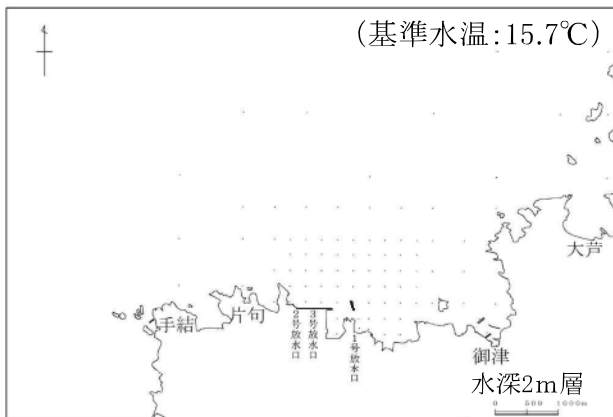 (基準水温:15.7℃)
大芦
手結
片句
2号放水口
3号放水口
1号放水口
御津
水深2m層
0 500 1000m